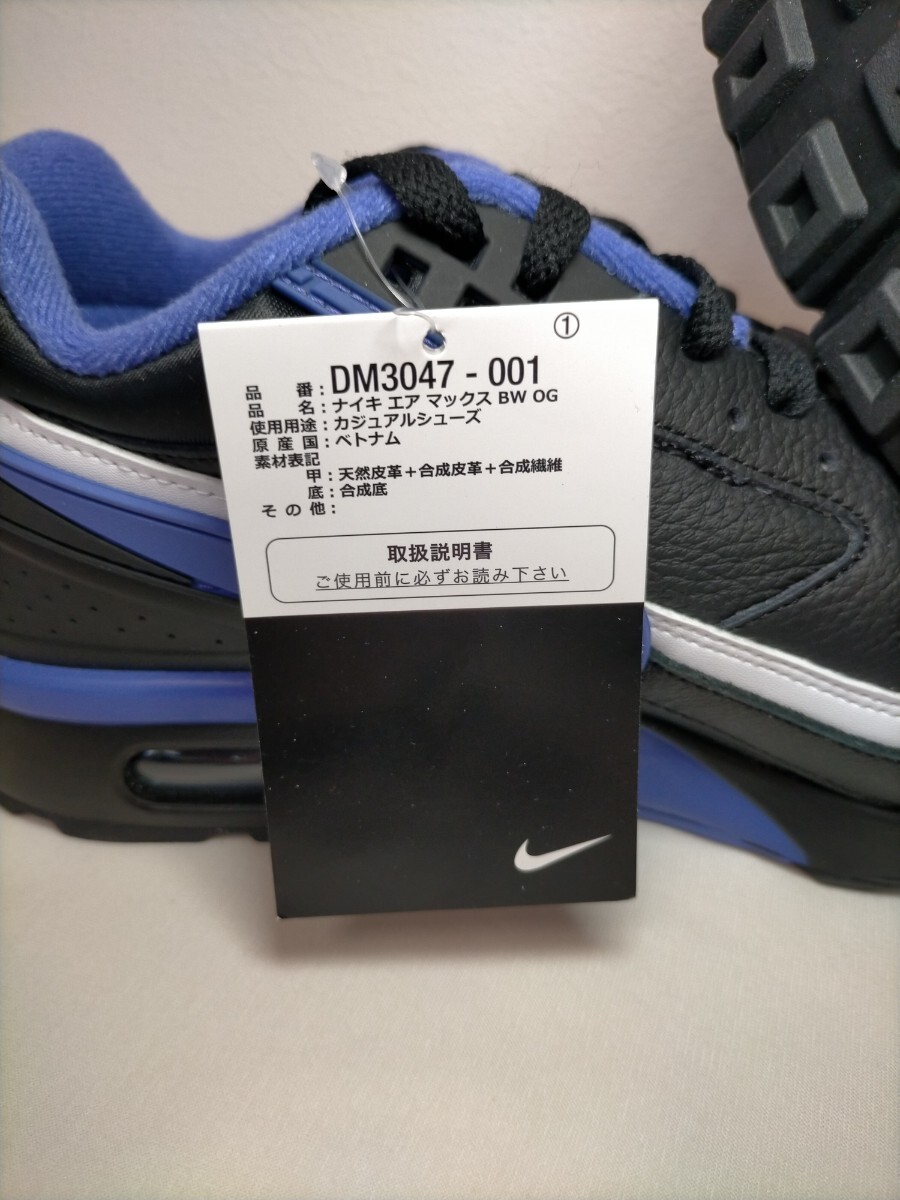 ①
品 番：DM3047 - 001
品 名：ナイキ エア マックス BW OG
使用用途：カジュアルシューズ
原 産 国：ベトナム
素材表記
甲：天然皮革＋合成皮革＋合成繊維
底：合成底
そ の 他：
取扱説明書
ご使用前に必ずお読み下さい